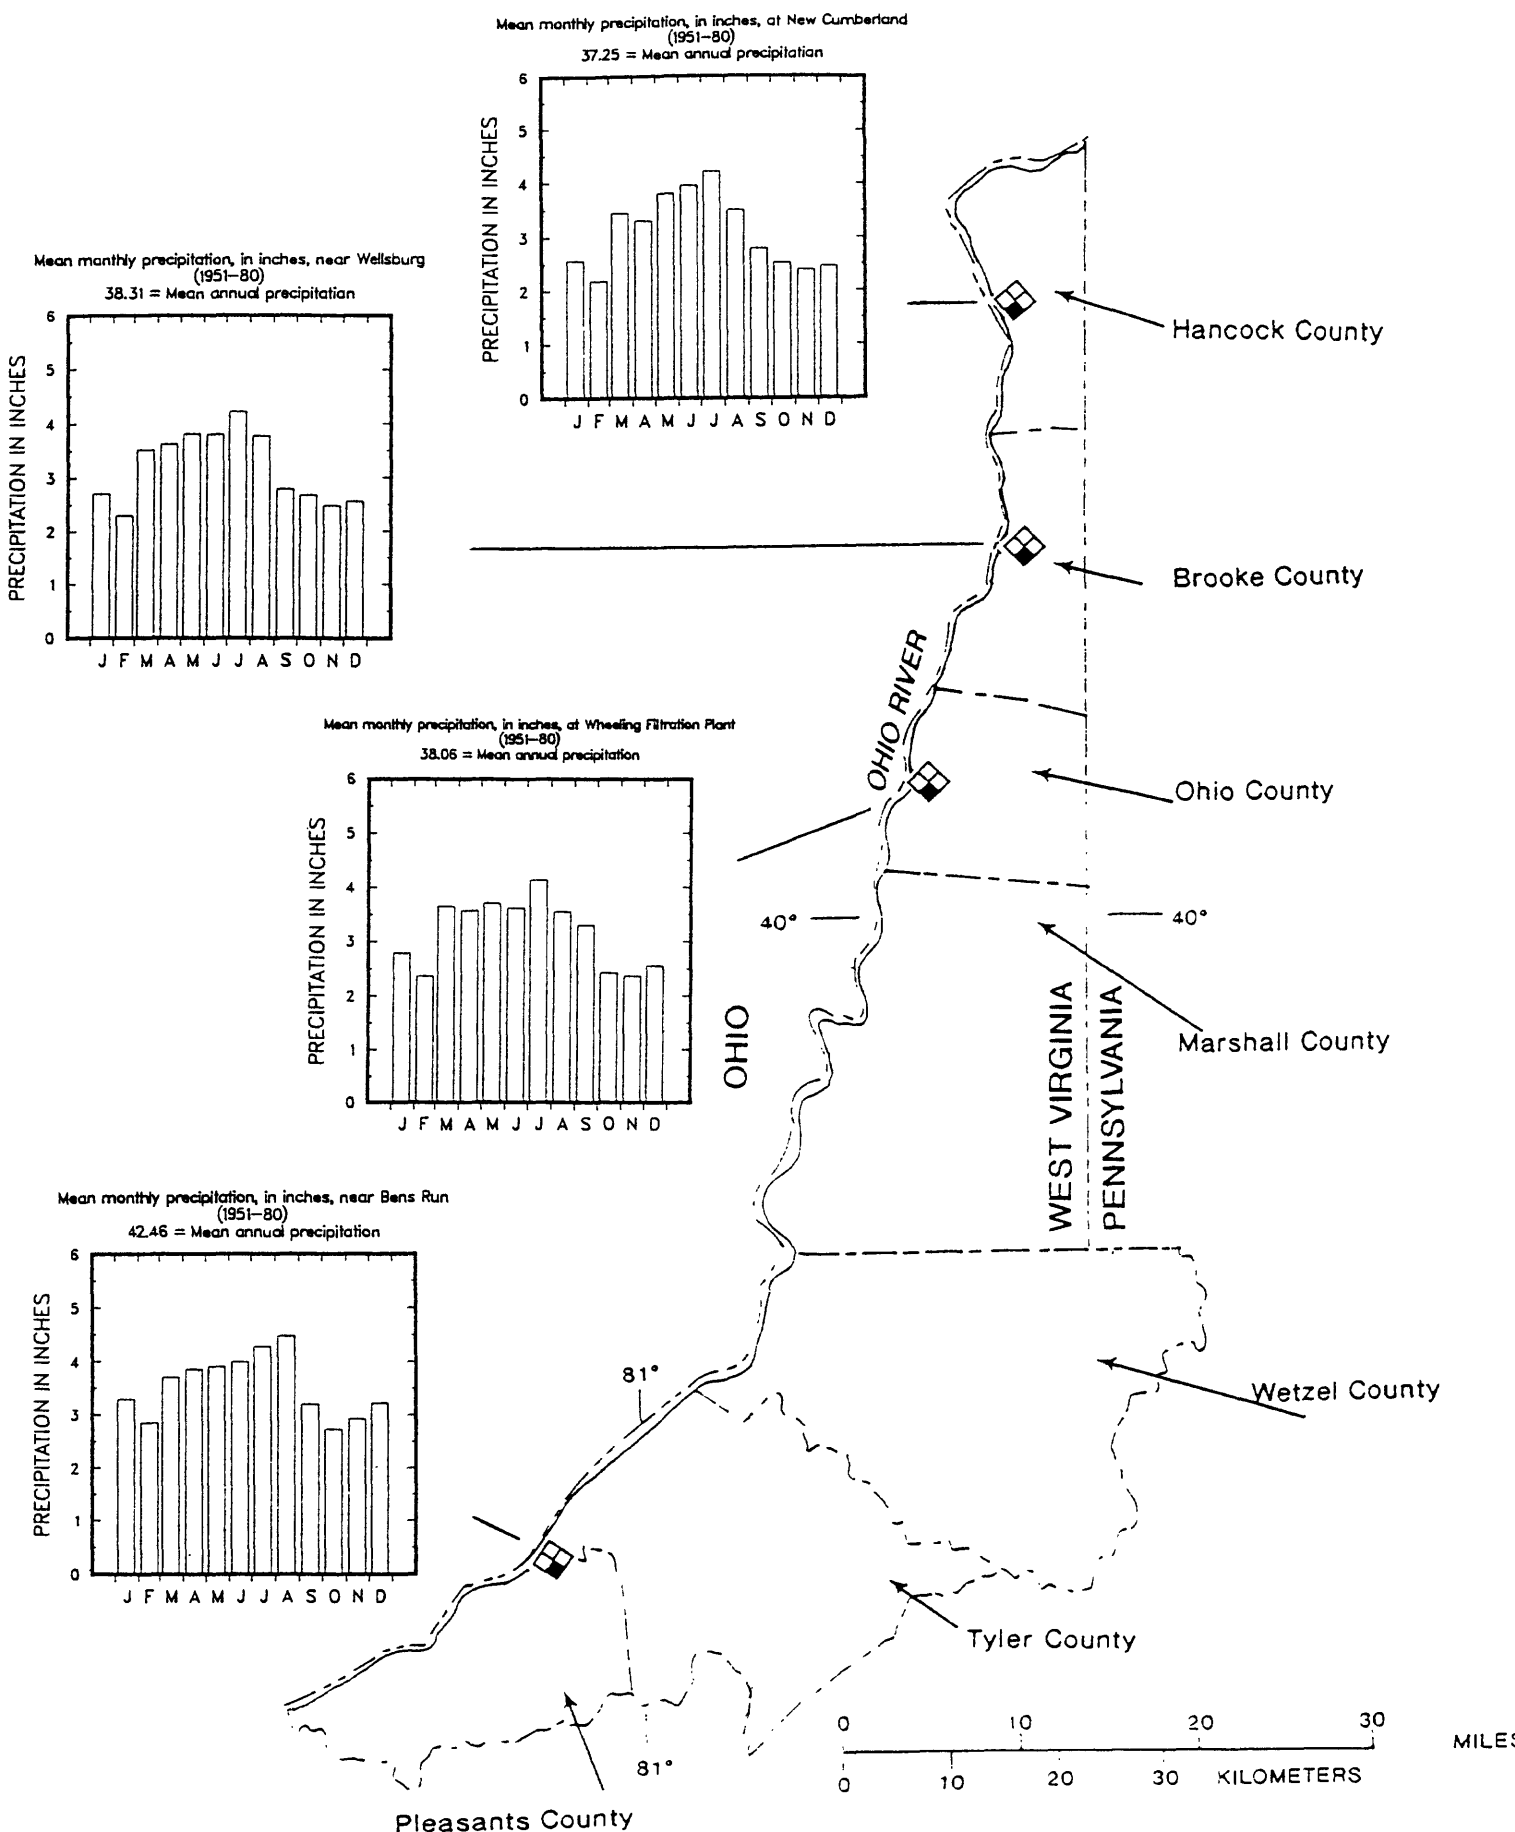 Mean monthly precipitation, in inches, at New Cumberland
(1951–80)
37.25 = Mean annual precipitation
PRECIPITATION IN INCHES
6
5
4
3
2
1
0
J F M A M J J A S O N D
Mean monthly precipitation, in inches, near Wellsburg
(1951–80)
38.31 = Mean annual precipitation
PRECIPITATION IN INCHES
6
5
4
3
2
1
0
J F M A M J J A S O N D
Hancock County
Brooke County
OHIO RIVER
Ohio County
Mean monthly precipitation, in inches, at Wheeling Filtration Plant
(1951–80)
38.06 = Mean annual precipitation
PRECIPITATION IN INCHES
6
5
4
3
2
1
0
J F M A M J J A S O N D
40°
40°
OHIO
WEST VIRGINIA
PENNSYLVANIA
Marshall County
Mean monthly precipitation, in inches, near Bens Run
(1951–80)
42.46 = Mean annual precipitation
PRECIPITATION IN INCHES
6
5
4
3
2
1
0
J F M A M J J A S O N D
81°
Wetzel County
Tyler County
81°
Pleasants County
0 10 20 30
MILES
0 10 20 30 KILOMETERS